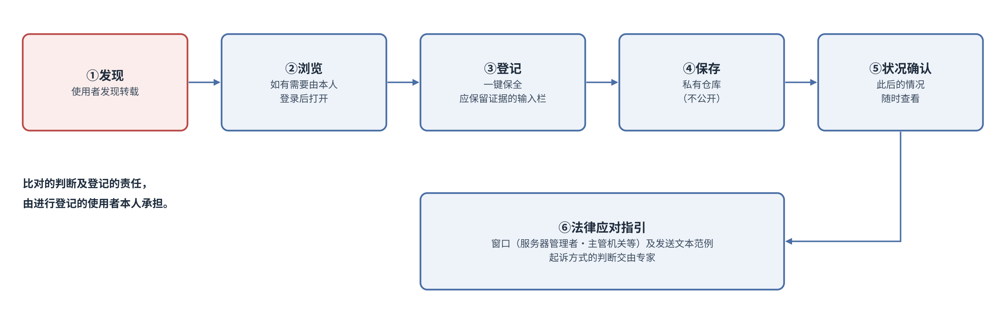 ①发现
使用者发现转载
②浏览
如有需要由本人
登录后打开
③登记
一键保全
应保留证据的输入栏
④保存
私有仓库
（不公开）
⑤状况确认
此后的情况
随时查看
比对的判断及登记的责任，
由进行登记的使用者本人承担。
⑥法律应对指引
窗口（服务器管理者・主管机关等）及发送文本范例
起诉方式的判断交由专家